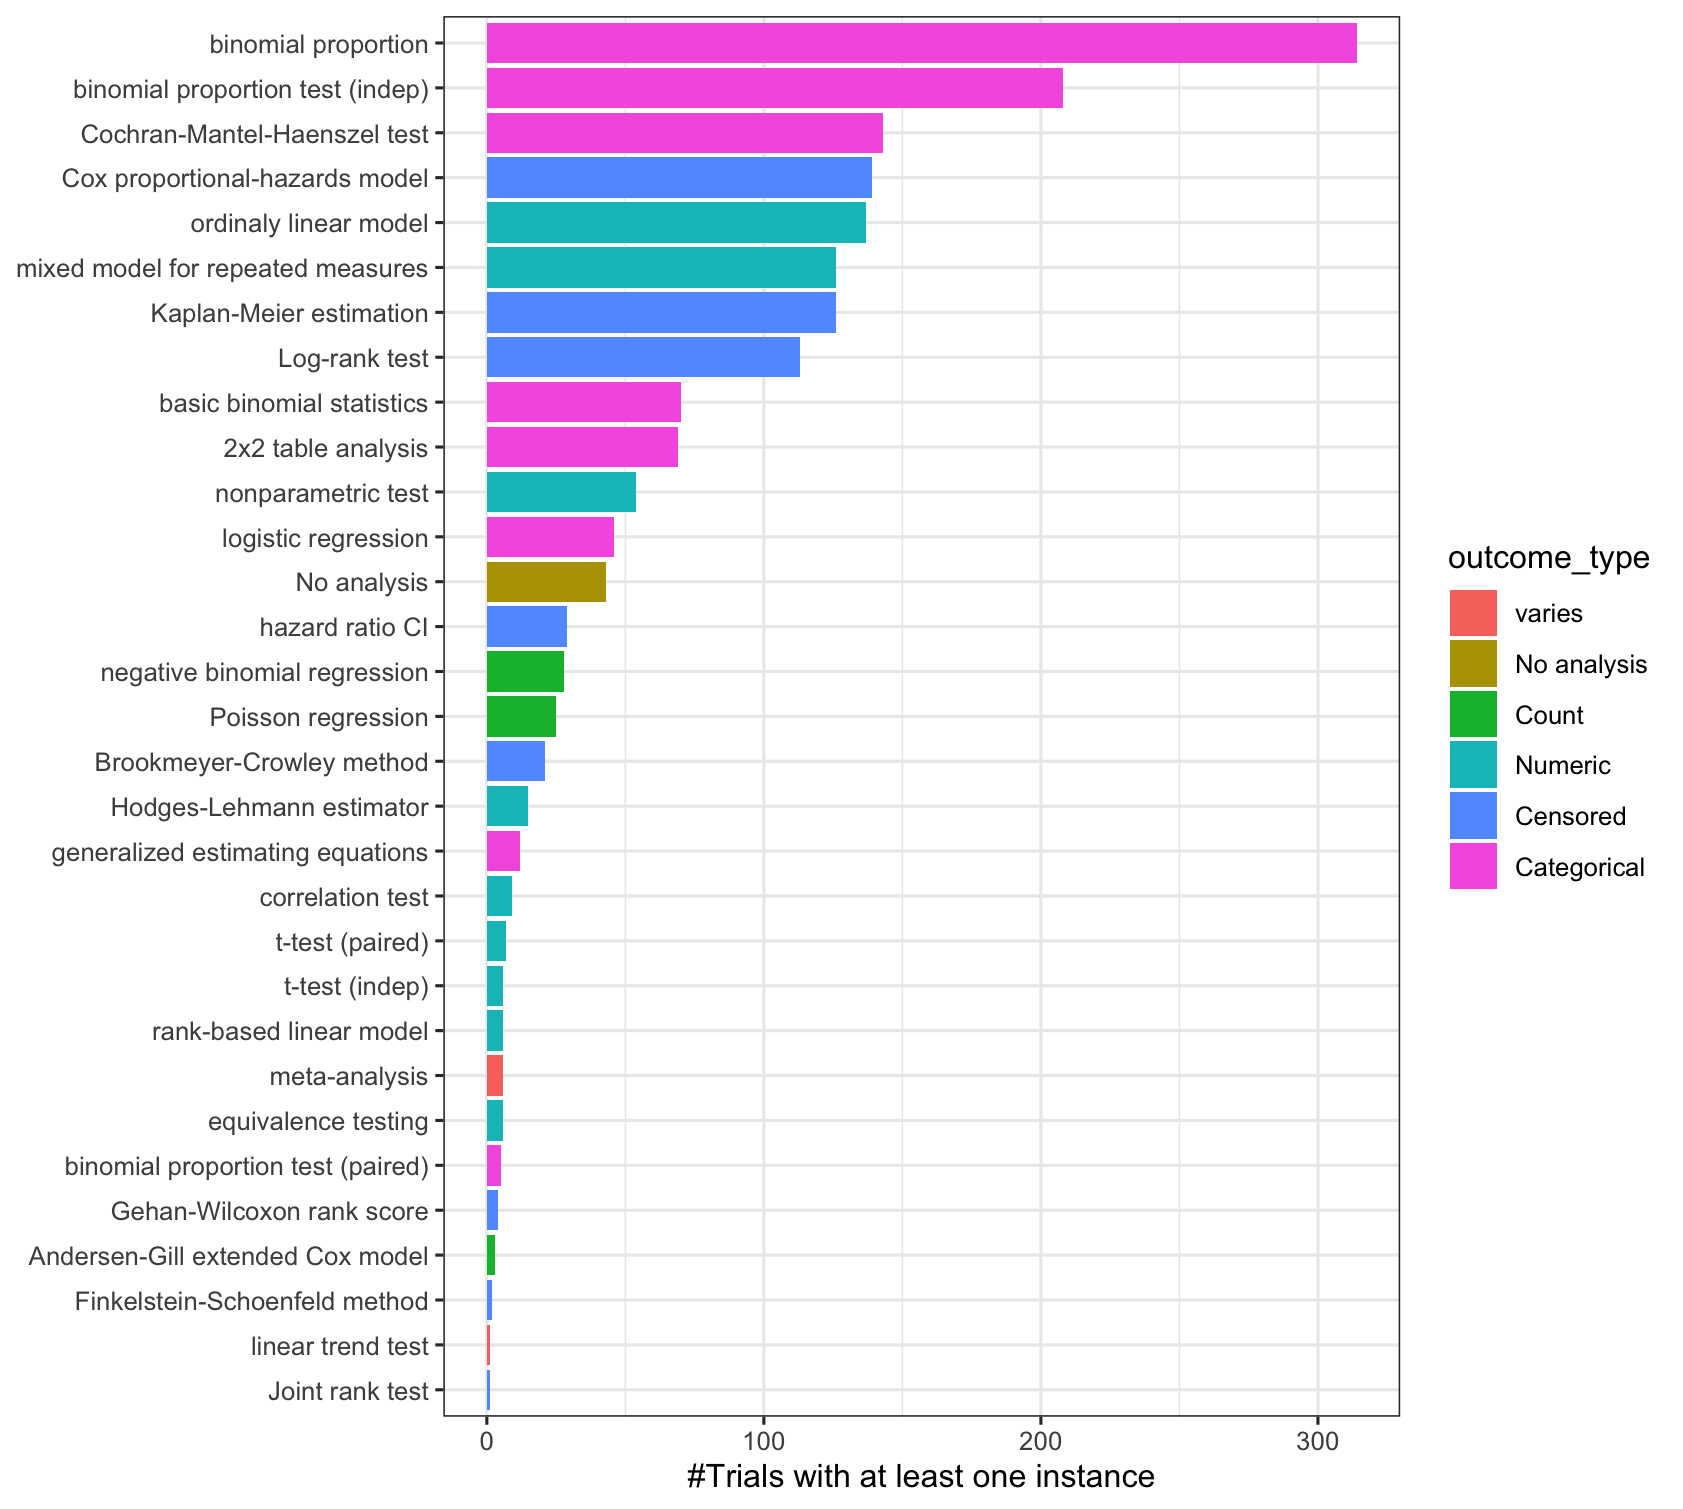 binomial proportion
binomial proportion test (indep)
Cochran-Mantel-Haenszel test
Cox proportional-hazards model
ordinaly linear model
mixed model for repeated measures
Kaplan-Meier estimation
Log-rank test
basic binomial statistics
2x2 table analysis
nonparametric test
logistic regression
No analysis
hazard ratio CI
negative binomial regression
Poisson regression
Brookmeyer-Crowley method
Hodges-Lehmann estimator
generalized estimating equations
correlation test
t-test (paired)
t-test (indep)
rank-based linear model
meta-analysis
equivalence testing
binomial proportion test (paired)
Gehan-Wilcoxon rank score
Andersen-Gill extended Cox model
Finkelstein-Schoenfeld method
linear trend test
Joint rank test
0 100 200 300
#Trials with at least one instance
outcome_type
varies
No analysis
Count
Numeric
Censored
Categorical